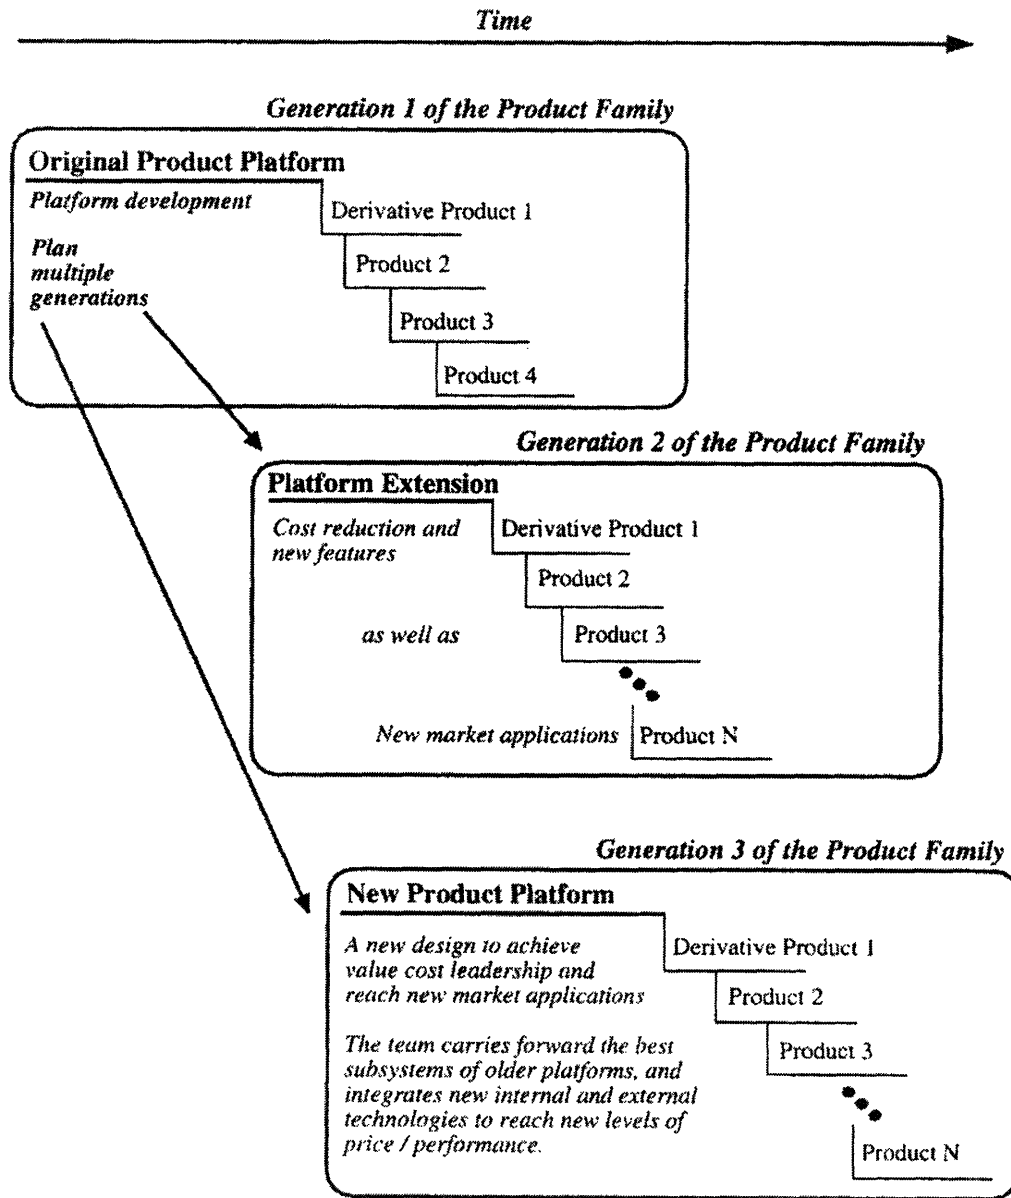 Time
Generation 1 of the Product Family
Original Product Platform
Platform development
Derivative Product 1
Plan
multiple
generations
Product 2
Product 3
Product 4
Generation 2 of the Product Family
Platform Extension
Cost reduction and
new features
Derivative Product 1
Product 2
as well as
Product 3
New market applications
Product N
Generation 3 of the Product Family
New Product Platform
A new design to achieve
value cost leadership and
reach new market applications
Derivative Product 1
Product 2
The team carries forward the best
subsystems of older platforms, and
integrates new internal and external
technologies to reach new levels of
price / performance.
Product 3
Product N